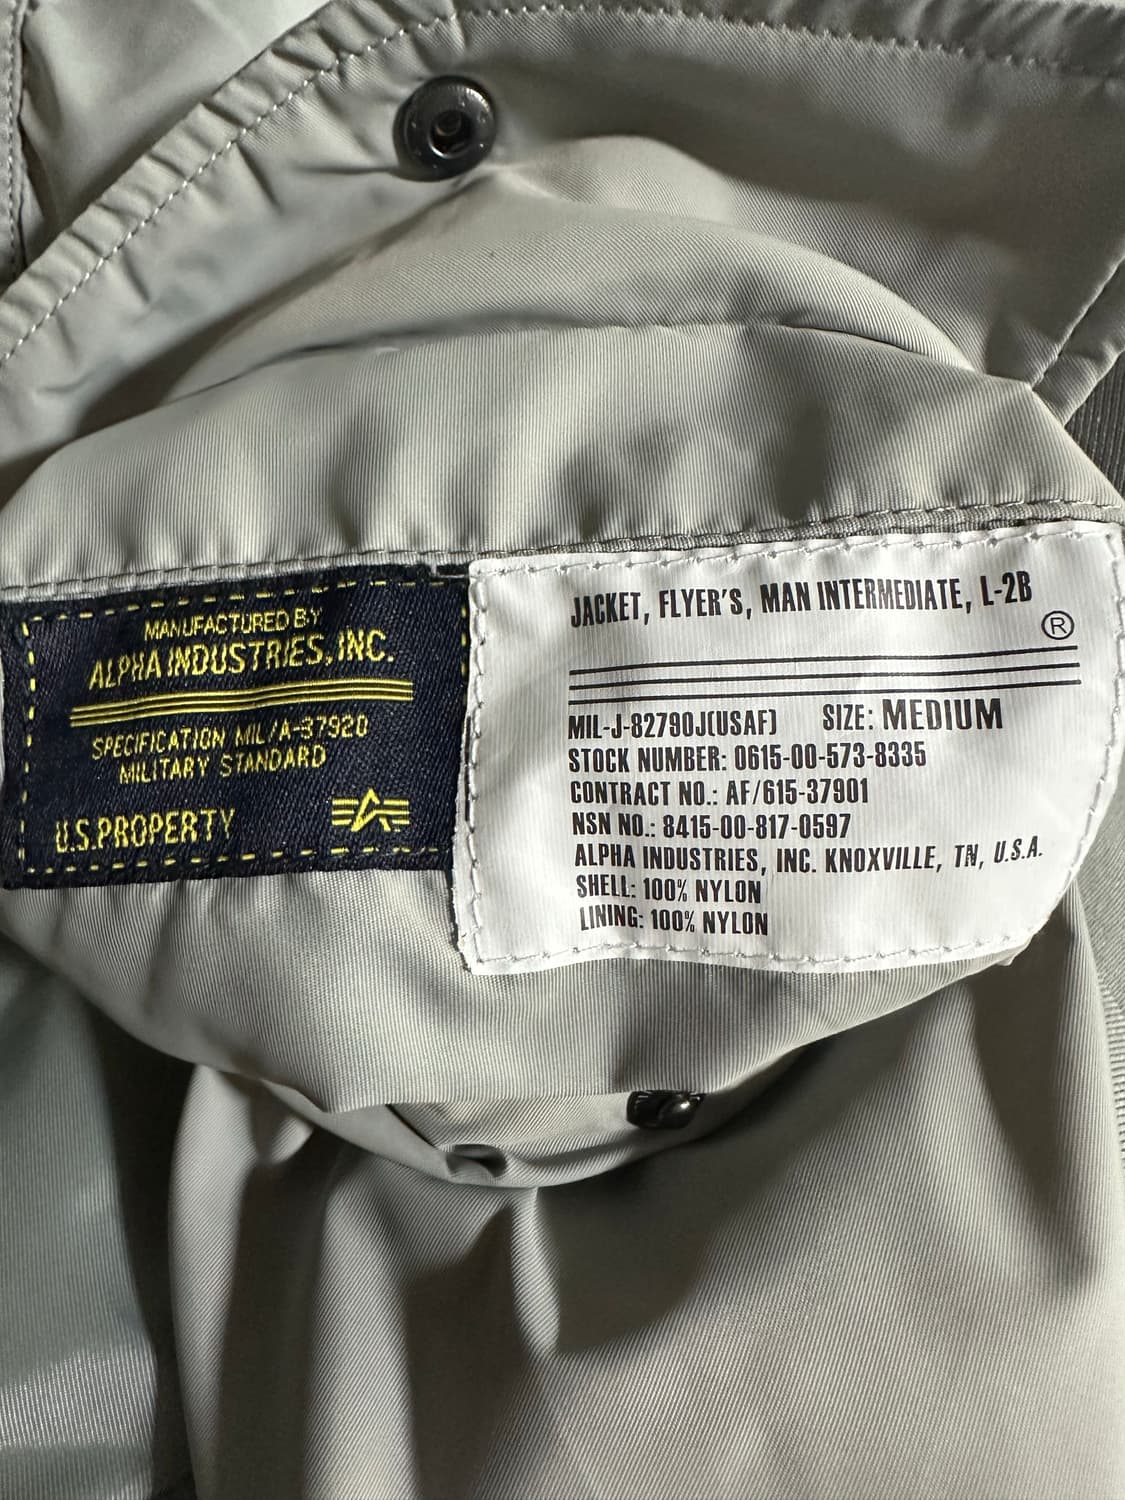 MANUFACTURED BY
ALPHA INDUSTRIES, INC.
SPECIFICATION MIL/A-37920
MILITARY STANDARD
U.S. PROPERTY
JACKET, FLYER'S, MAN INTERMEDIATE, L-2B
®
MIL-J-82790J(USAF) SIZE: MEDIUM
STOCK NUMBER: 0615-00-573-8335
CONTRACT NO.: AF/615-37901
NSN NO.: 8415-00-817-0597
ALPHA INDUSTRIES, INC. KNOXVILLE, TN, U.S.A.
SHELL: 100% NYLON
LINING: 100% NYLON